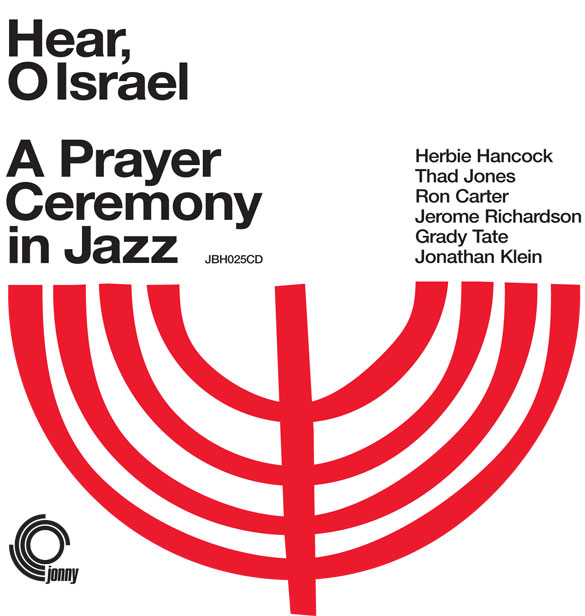 Hear,
O Israel
A Prayer
Ceremony
in Jazz
JBH025CD
Herbie Hancock
Thad Jones
Ron Carter
Jerome Richardson
Grady Tate
Jonathan Klein
jonny